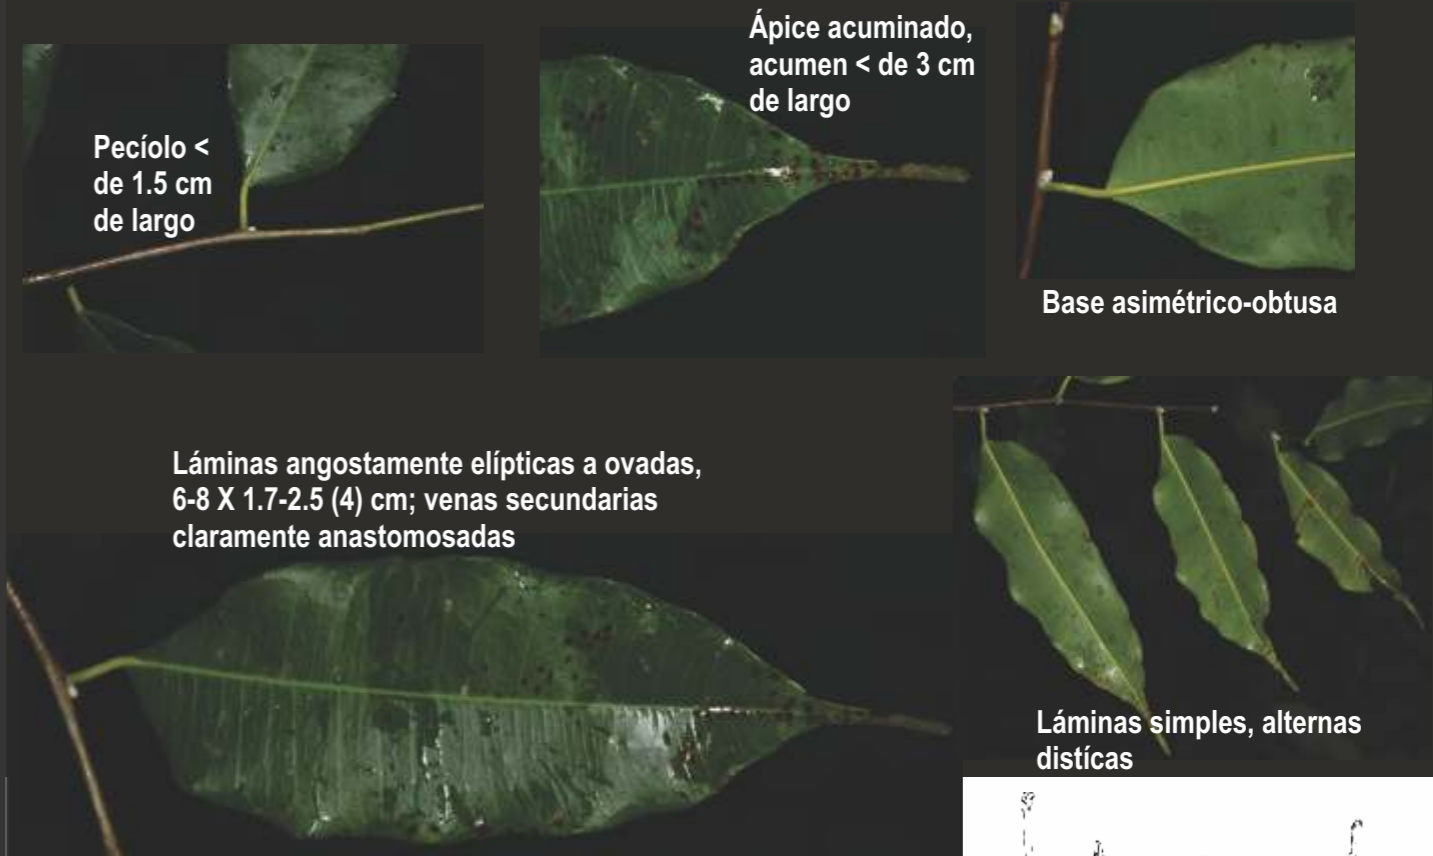 Pecíolo <
de 1.5 cm
de largo
Ápice acuminado,
acumen < de 3 cm
de largo
Base asimétrico-obtusa
Láminas angostamente elípticas a ovadas,
6-8 X 1.7-2.5 (4) cm; venas secundarias
claramente anastomosadas
Láminas simples, alternas
distícas